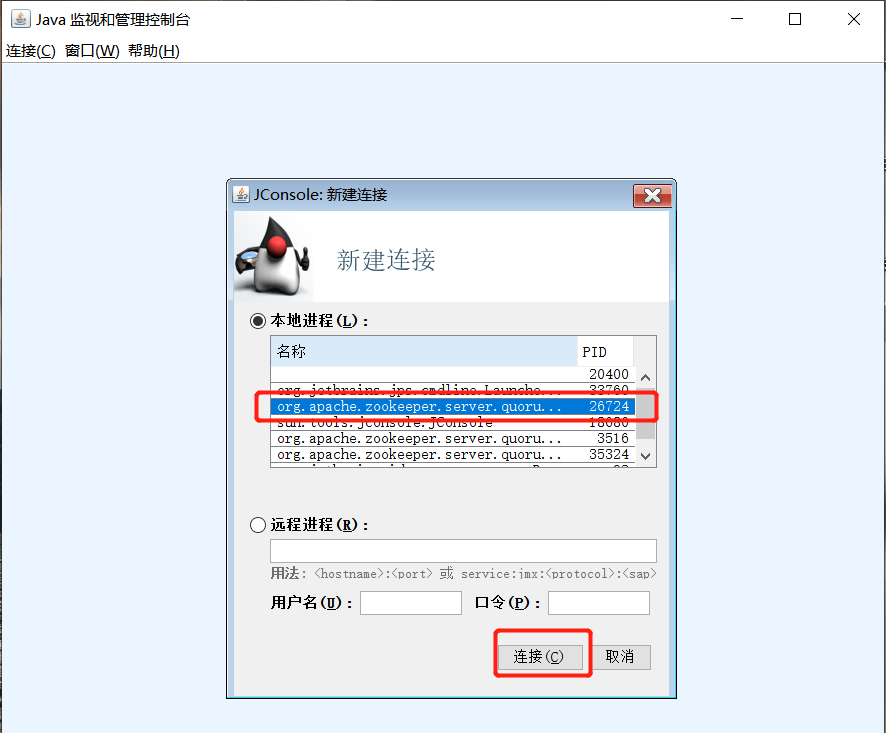 Java 监视和管理控制台
连接(C) 窗口(W) 帮助(H)
JConsole: 新建连接
新建连接
本地进程(L):
名称 PID
20400
org.jetbrains.jps.cmdline.Launche... 33760
org.apache.zookeeper.server.quoru... 26724
sun.tools.jconsole.JConsole 18080
org.apache.zookeeper.server.quoru... 3516
org.apache.zookeeper.server.quoru... 35324
远程进程(R):
用法: <hostname>:<port> 或 service:jmx:<protocol>:<sap>
用户名(U): 口令(P):
连接(C) 取消